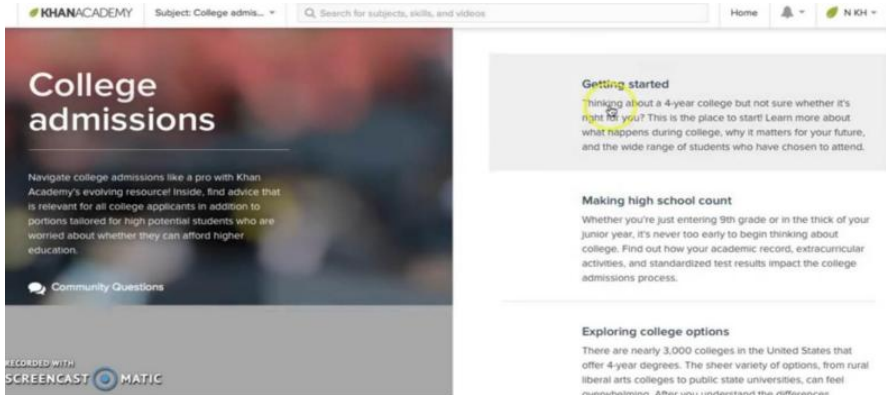 KHANACADEMY
Subject: College admis...
Search for subjects, skills, and videos
Home
N KH
College
admissions
Navigate college admissions like a pro with Khan
Academy's evolving resource! Inside, find advice that
is relevant for all college applicants in addition to
portions tailored for high potential students who are
worried about whether they can afford higher
education.
Community Questions
RECORDED WITH
SCREENCAST MATIC
Getting started
Thinking about a 4-year college but not sure whether it's
right for you? This is the place to start! Learn more about
what happens during college, why it matters for your future,
and the wide range of students who have chosen to attend.
Making high school count
Whether you're just entering 9th grade or in the thick of your
junior year, it's never too early to begin thinking about
college. Find out how your academic record, extracurricular
activities, and standardized test results impact the college
admissions process.
Exploring college options
There are nearly 3,000 colleges in the United States that
offer 4-year degrees. The sheer variety of options, from rural
liberal arts colleges to public state universities, can feel
overwhelming. After you understand the differences